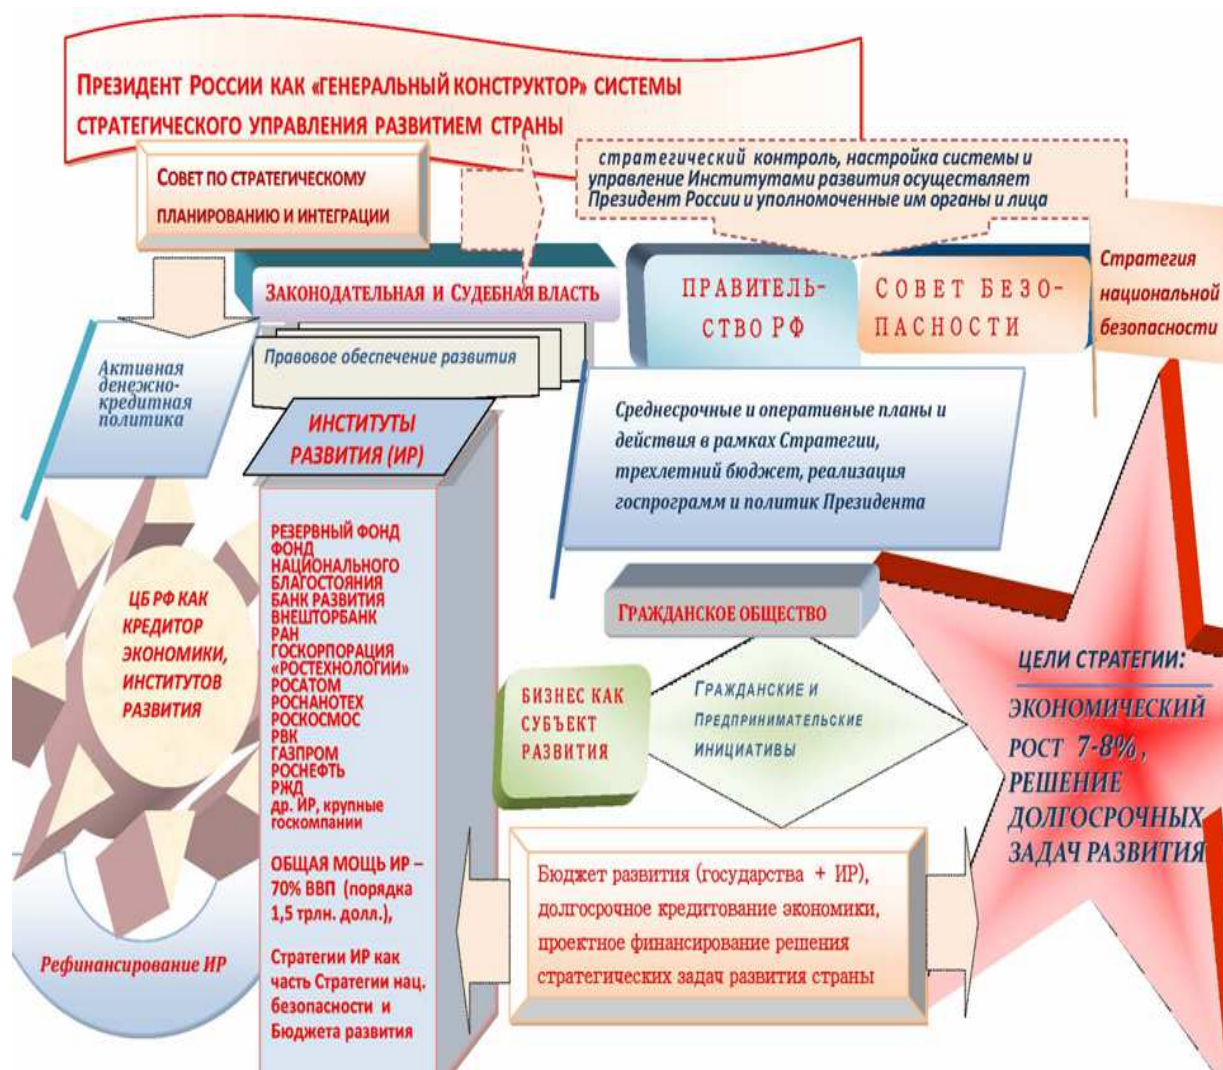 ПРЕЗИДЕНТ РОССИИ КАК «ГЕНЕРАЛЬНЫЙ КОНСТРУКТОР» СИСТЕМЫ
СТРАТЕГИЧЕСКОГО УПРАВЛЕНИЯ РАЗВИТИЕМ СТРАНЫ
СОВЕТ ПО СТРАТЕГИЧЕСКОМУ
ПЛАНИРОВАНИЮ И ИНТЕГРАЦИИ
стратегический контроль, настройка системы и
управление Институтами развития осуществляет
Президент России и уполномоченные им органы и лица
Стратегия
национальной
безопасности
ЗАКОНОДАТЕЛЬНАЯ И СУДЕБНАЯ ВЛАСТЬ
ПРАВИТЕЛЬ-
СТВО РФ
СОВЕТ БЕЗО-
ПАСНОСТИ
Правовое обеспечение развития
Активная
денежно-
кредитная
политика
ИНСТИТУТЫ
РАЗВИТИЯ (ИР)
Среднесрочные и оперативные планы и
действия в рамках Стратегии,
трехлетний бюджет, реализация
госпрограмм и политик Президента
РЕЗЕРВНЫЙ ФОНД
ФОНД
НАЦИОНАЛЬНОГО
БЛАГОСТОЯНИЯ
БАНК РАЗВИТИЯ
ВНЕШТОРБАНК
РАН
ГОСКОРПОРАЦИЯ
«РОСТЕХНОЛОГИИ»
РОСАТОМ
РОСНАНОТЕХ
РОСКОСМОС
РВК
ГАЗПРОМ
РОСНЕФТЬ
РЖД
др. ИР, крупные
госкомпании
ОБЩАЯ МОЩЬ ИР –
70% ВВП (порядка
1,5 трлн. долл.),
Стратегии ИР как
часть Стратегии нац.
безопасности и
Бюджета развития
ЦБ РФ КАК
КРЕДИТОР
ЭКОНОМИКИ,
ИНСТИТУТОВ
РАЗВИТИЯ
Рефинансирование ИР
ГРАЖДАНСКОЕ ОБЩЕСТВО
БИЗНЕС КАК
СУБЪЕКТ
РАЗВИТИЯ
ГРАЖДАНСКИЕ И
ПРЕДПРИНИМАТЕЛЬСКИЕ
ИНИЦИАТИВЫ
ЦЕЛИ СТРАТЕГИИ:
ЭКОНОМИЧЕСКИЙ
РОСТ 7-8%,
РЕШЕНИЕ
ДОЛГОСРОЧНЫХ
ЗАДАЧ РАЗВИТИЯ
Бюджет развития (государства + ИР),
долгосрочное кредитование экономики,
проектное финансирование решения
стратегических задач развития страны